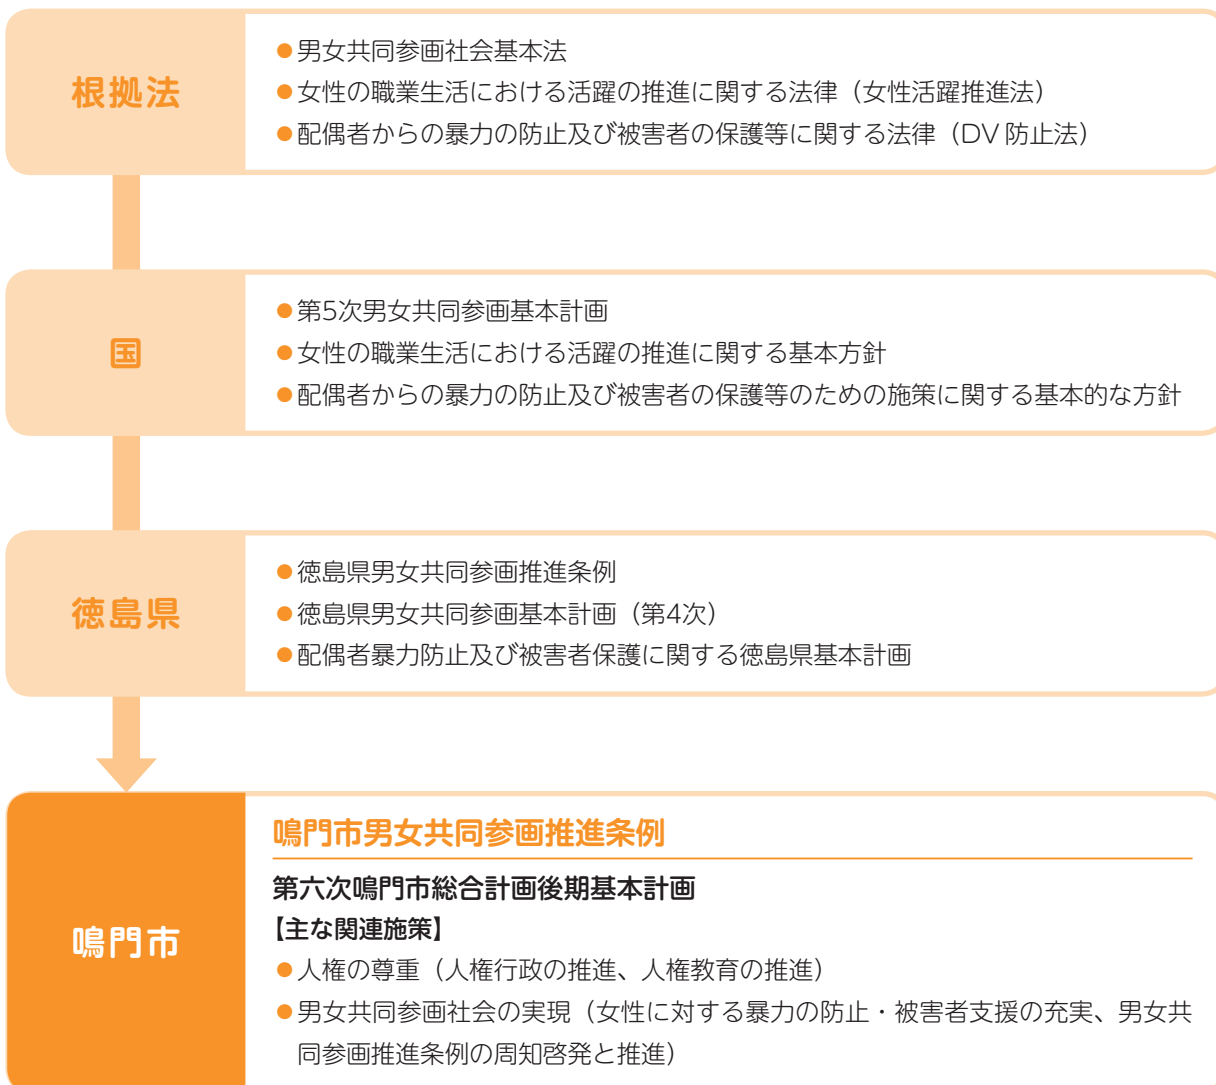 根拠法
●男女共同参画社会基本法
●女性の職業生活における活躍の推進に関する法律（女性活躍推進法）
●配偶者からの暴力の防止及び被害者の保護等に関する法律（DV防止法）
国
●第5次男女共同参画基本計画
●女性の職業生活における活躍の推進に関する基本方針
●配偶者からの暴力の防止及び被害者の保護等のための施策に関する基本的な方針
徳島県
●徳島県男女共同参画推進条例
●徳島県男女共同参画基本計画（第4次）
●配偶者暴力防止及び被害者保護に関する徳島県基本計画
鳴門市
鳴門市男女共同参画推進条例
第六次鳴門市総合計画後期基本計画
【主な関連施策】
●人権の尊重（人権行政の推進、人権教育の推進）
●男女共同参画社会の実現（女性に対する暴力の防止・被害者支援の充実、男女共
同参画推進条例の周知啓発と推進）